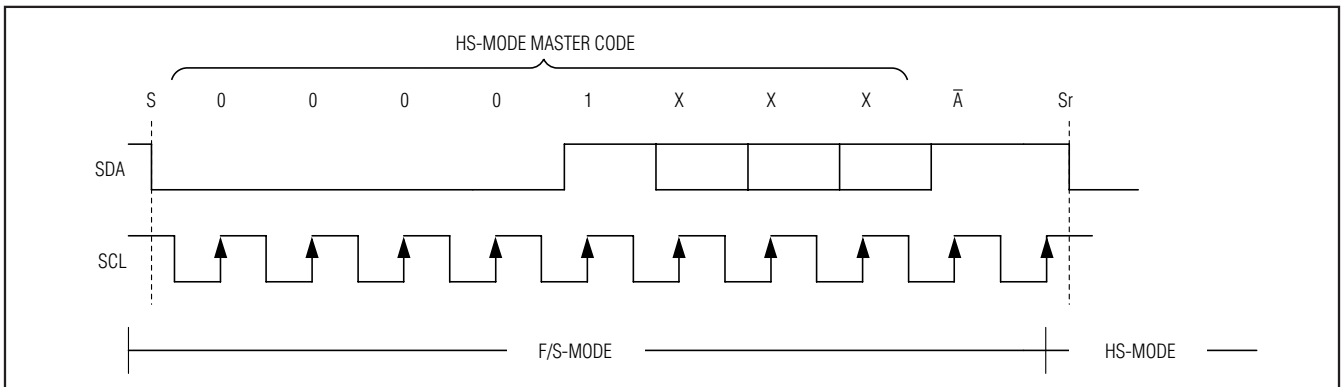 HS-MODE MASTER CODE
S 0 0 0 0 1 X X X A̅ Sr
SDA
SCL
F/S-MODE HS-MODE